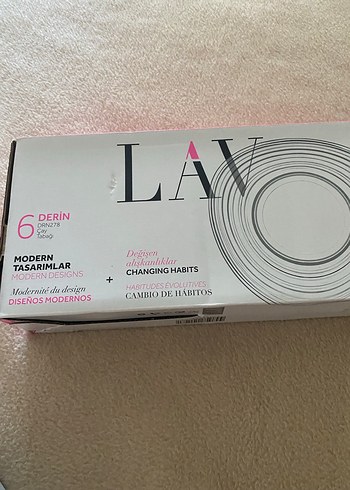 LAV
6 DERİN
DRN278
Çay
Tabağı
MODERN
TASARIMLAR
MODERN DESIGNS
Modernité du design
DISEÑOS MODERNOS
+
Değişen
alışkanlıklar
CHANGING HABITS
HABITUDES ÉVOLUTIVES
CAMBIO DE HÁBITOS